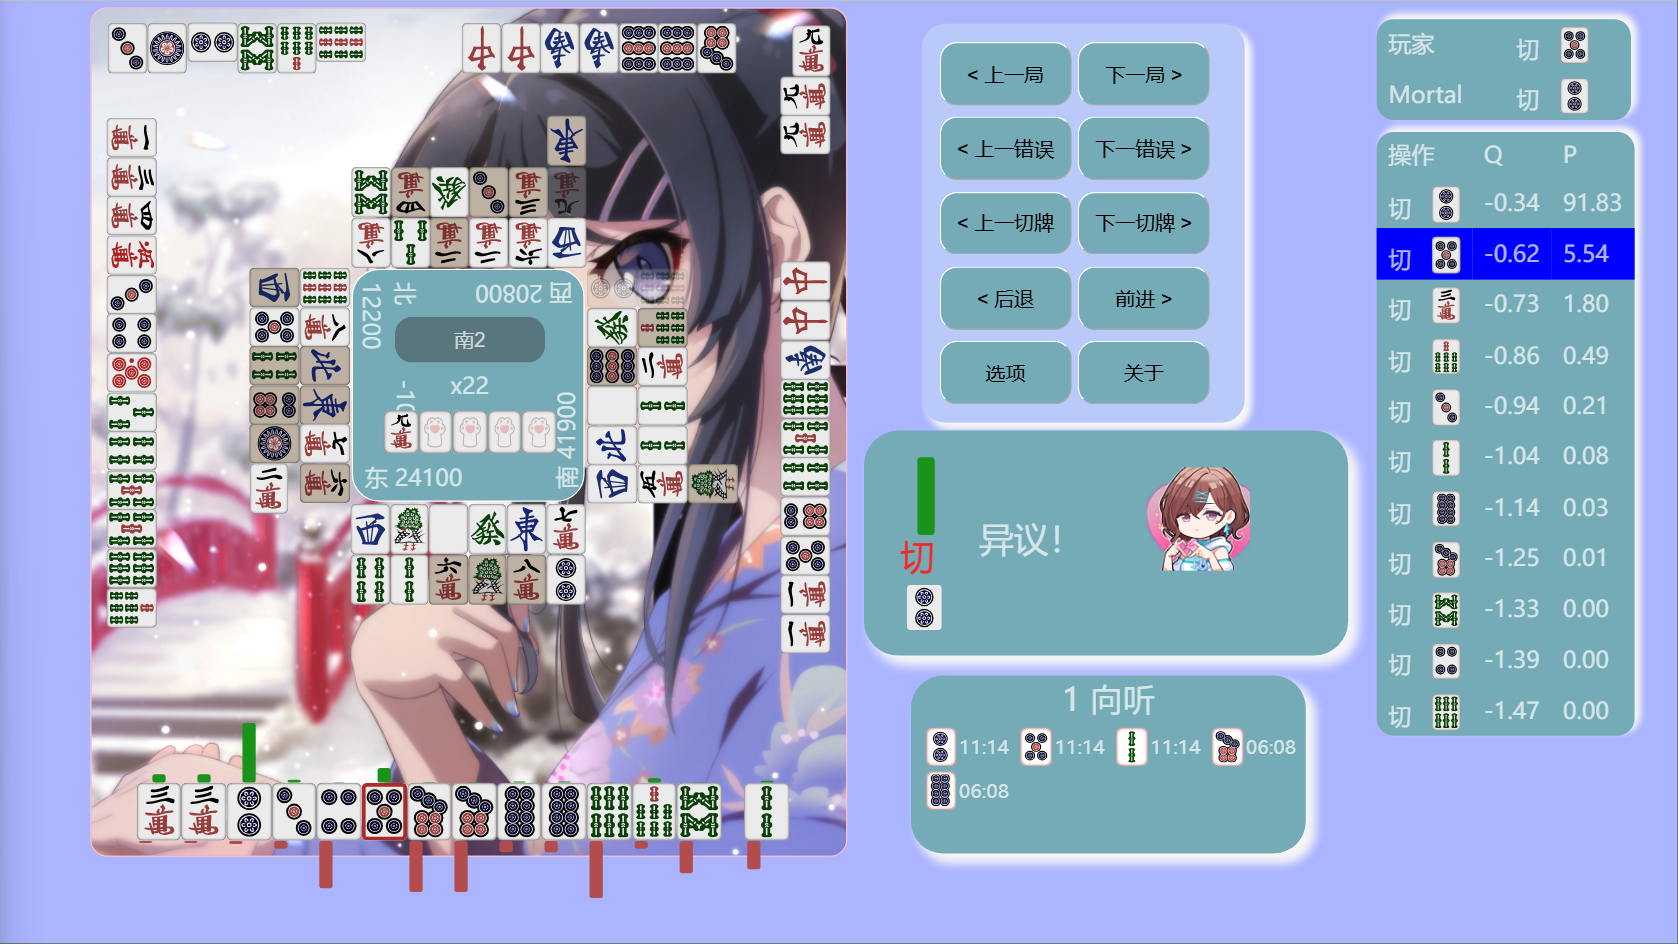 < 上一局
下一局 >
< 上一错误
下一错误 >
< 上一切牌
下一切牌 >
< 后退
前进 >
选项
关于
玩家 切
Mortal 切
操作 Q P
切 -0.34 91.83
切 -0.62 5.54
切 -0.73 1.80
切 -0.86 0.49
切 -0.94 0.21
切 -1.04 0.08
切 -1.14 0.03
切 -1.25 0.01
切 -1.33 0.00
切 -1.39 0.00
切 -1.47 0.00
切
异议！
1 向听
11:14 11:14 11:14 06:08
06:08
北 12200
西 20800
南2
x22
东 24100
南 41900